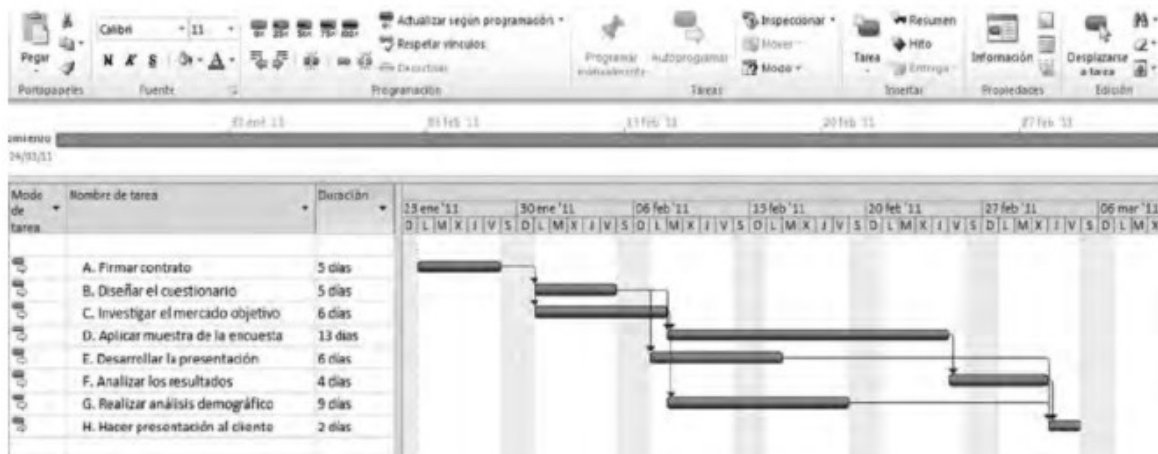 Calibri 11
Pegar
N K S A
Actualizar según programación
Respetar vínculos
Desactivar
Programar manualmente
Autoprogramar
Inspeccionar
Mover
Modo
Tarea
Resumen
Hito
Entrega
Información
Desplazarse a tarea
Portapapeles Fuente Programación Tareas Insertar Propiedades Edición
20 feb '11 27 feb '11
24/01/11
Modo de tarea Nombre de tarea Duración
23 ene '11 30 ene '11 06 feb '11 13 feb '11 20 feb '11 27 feb '11 06 mar '11
D L M X J V S D L M X J V S D L M X J V S D L M X J V S D L M X J V S D L M X J V S D L M X
A. Firmar contrato 5 días
B. Diseñar el cuestionario 5 días
C. Investigar el mercado objetivo 6 días
D. Aplicar muestra de la encuesta 13 días
E. Desarrollar la presentación 6 días
F. Analizar los resultados 4 días
G. Realizar análisis demográfico 9 días
H. Hacer presentación al cliente 2 días